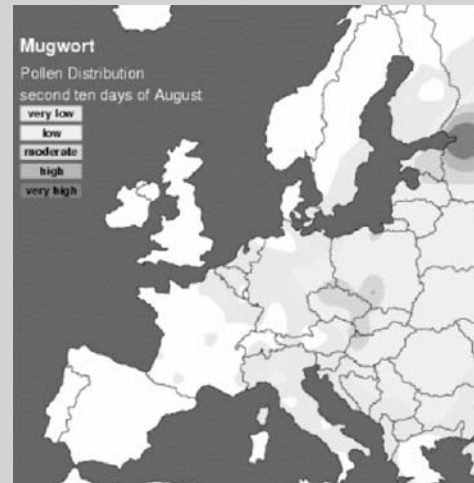 Mugwort
Pollen Distribution
second ten days of August
very low
low
moderate
high
very high